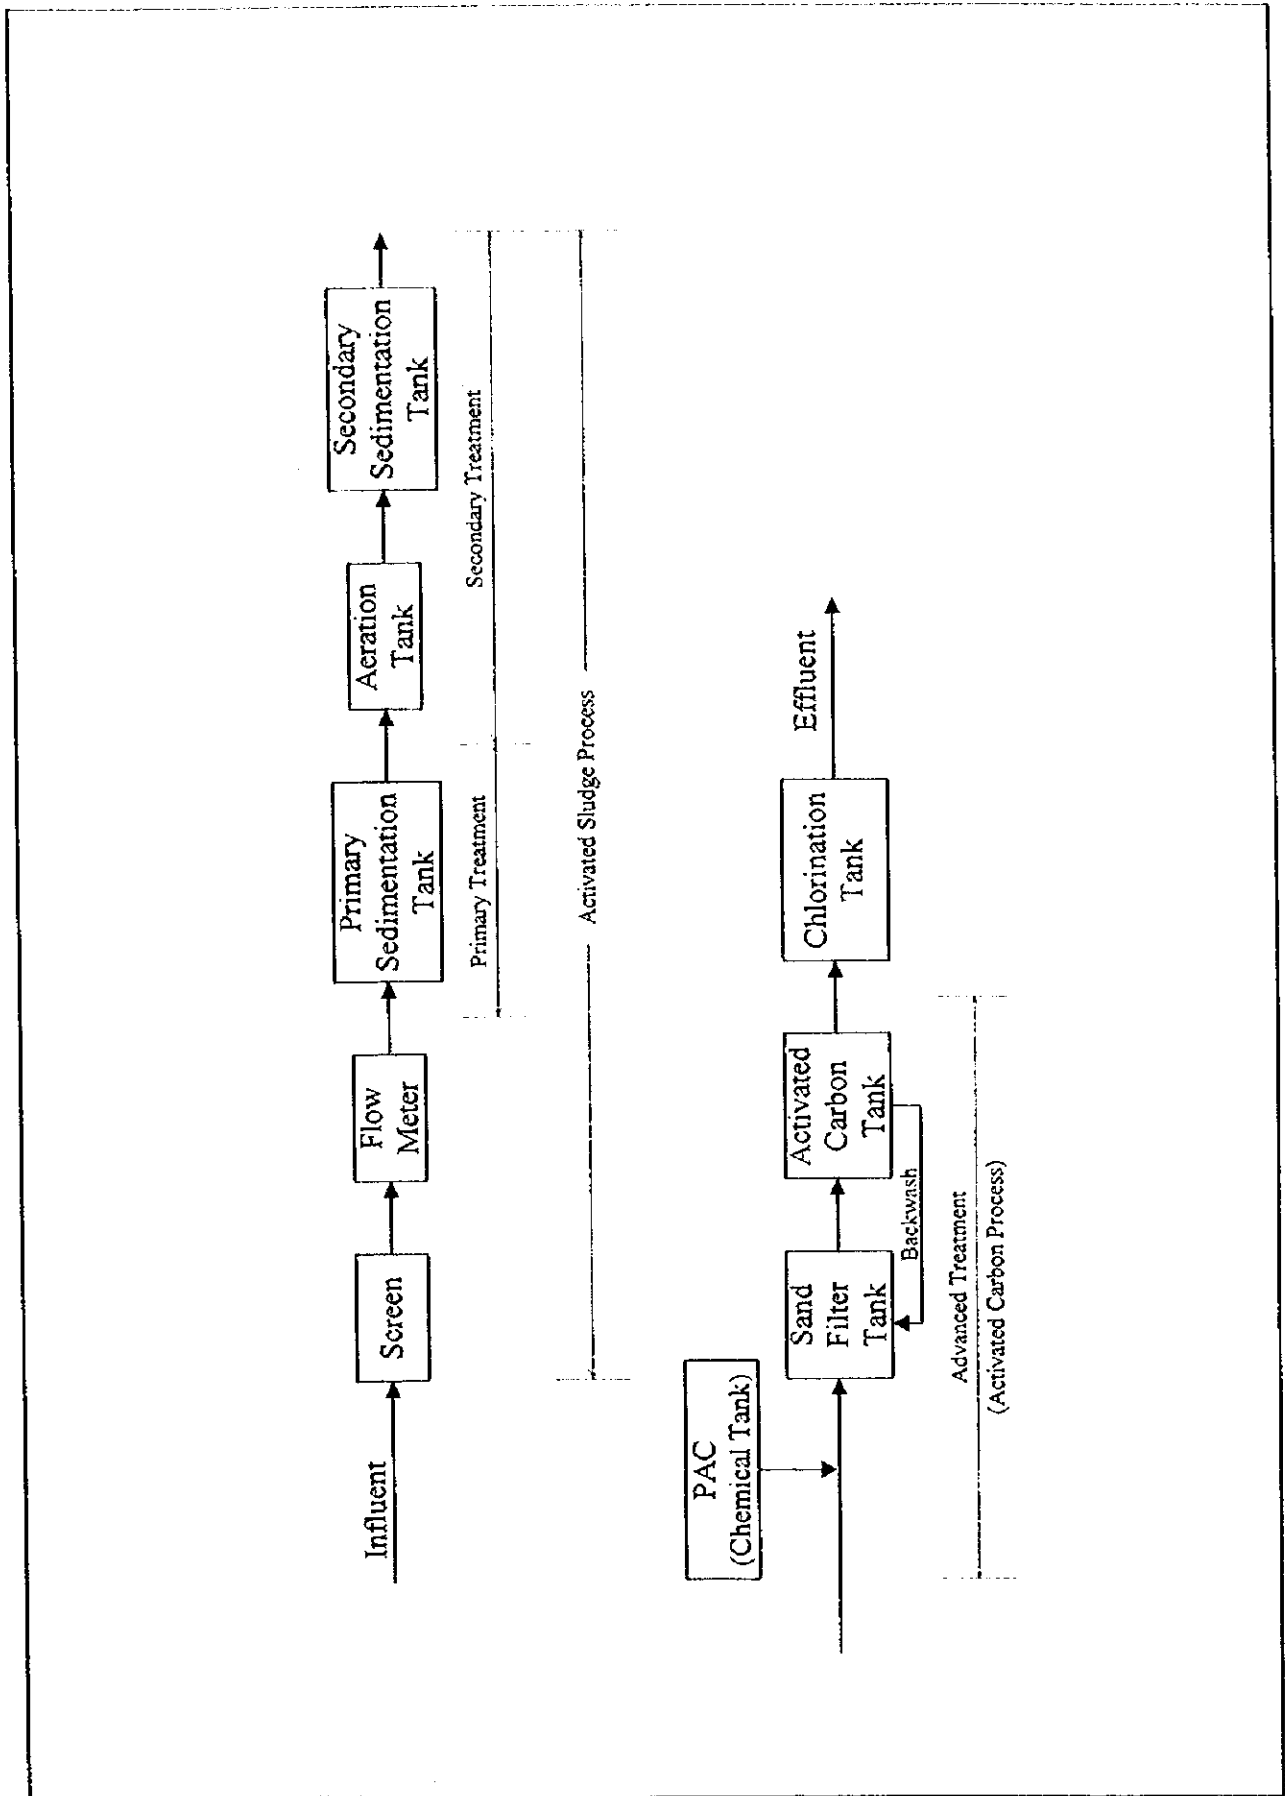 Influent
Screen
Flow
Meter
Primary
Sedimentation
Tank
Aeration
Tank
Secondary
Sedimentation
Tank
Primary Treatment
Secondary Treatment
Activated Sludge Process
PAC
(Chemical Tank)
Sand
Filter
Tank
Backwash
Activated
Carbon
Tank
Chlorination
Tank
Effluent
Advanced Treatment
(Activated Carbon Process)